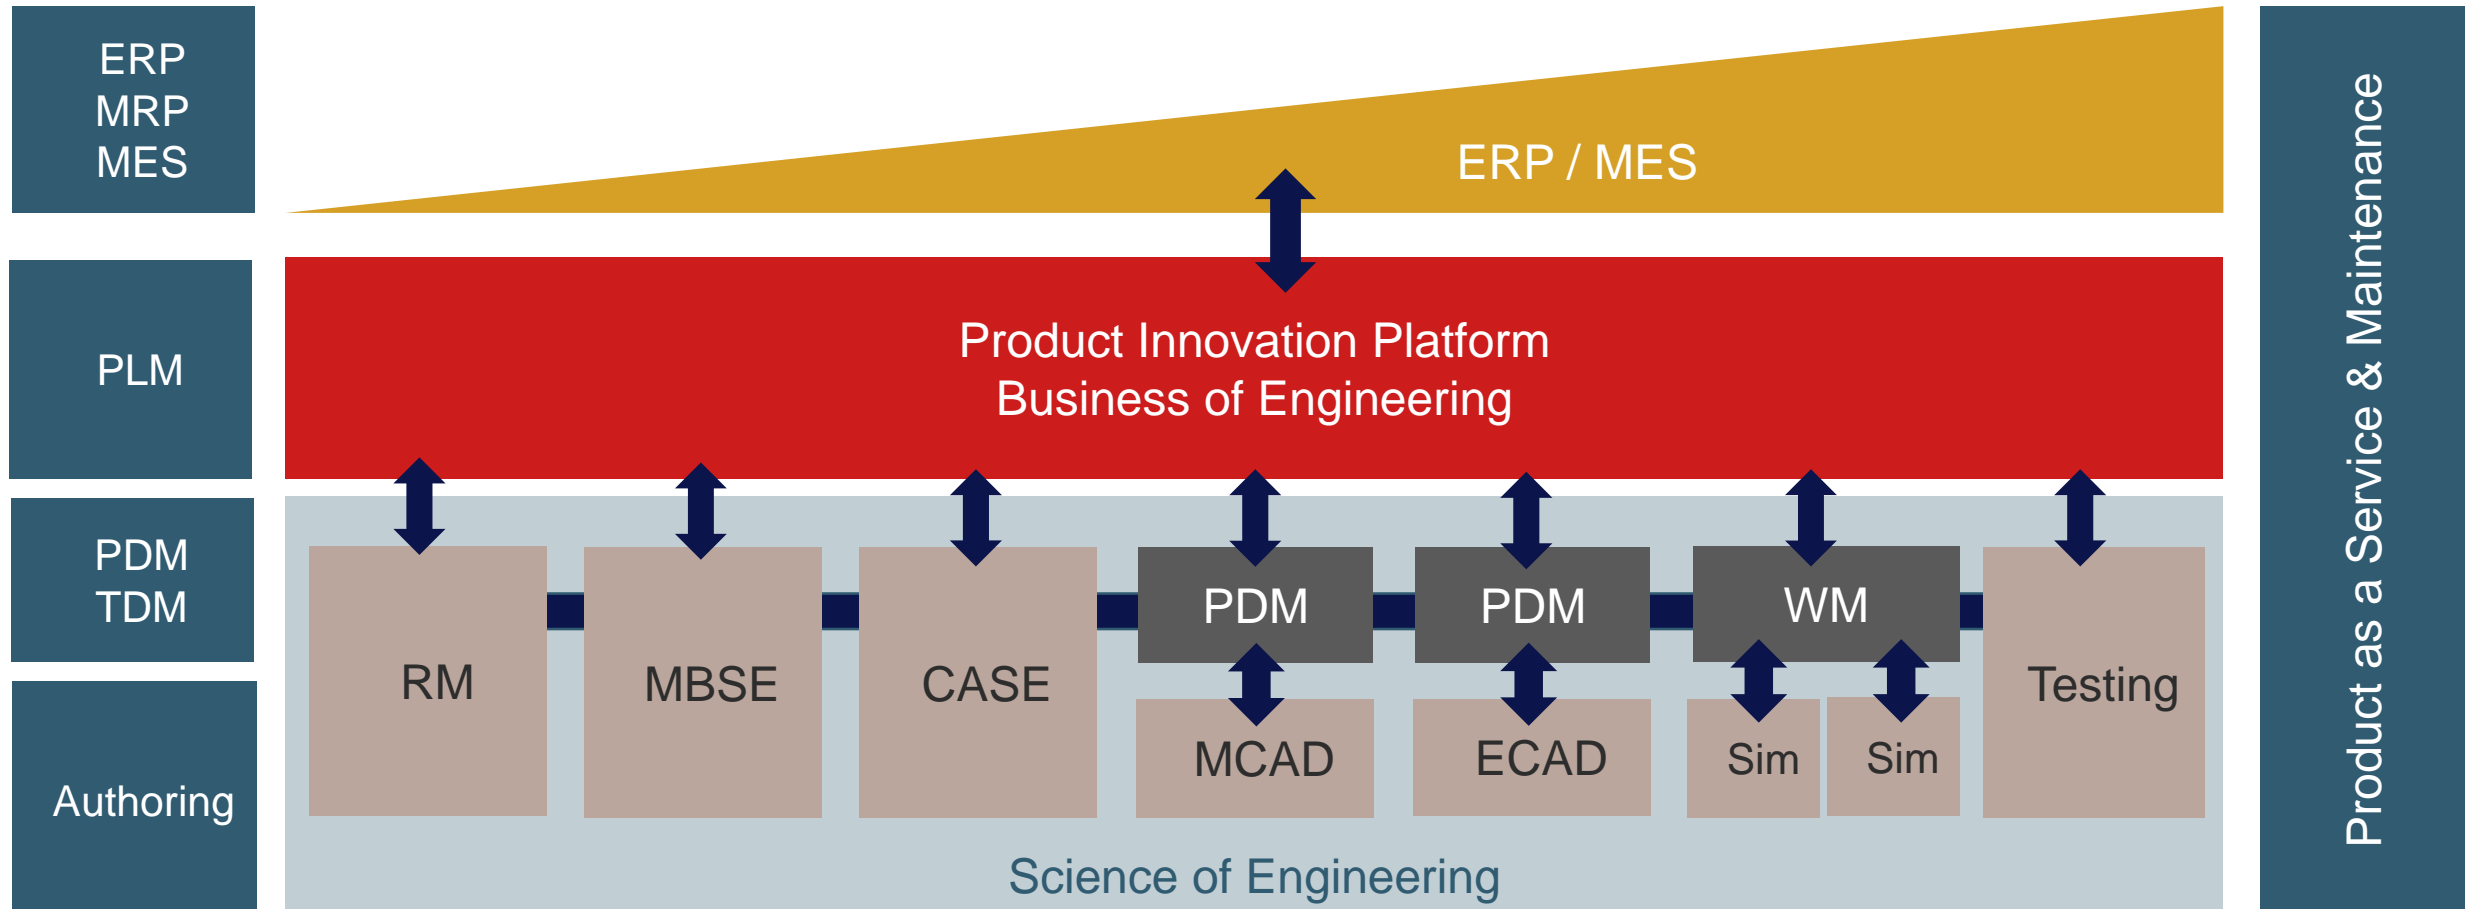 ERP
MRP
MES
ERP / MES
PLM
Product Innovation Platform
Business of Engineering
PDM
TDM
Authoring
RM
MBSE
CASE
PDM
MCAD
PDM
ECAD
WM
Sim
Sim
Testing
Science of Engineering
Product as a Service & Maintenance